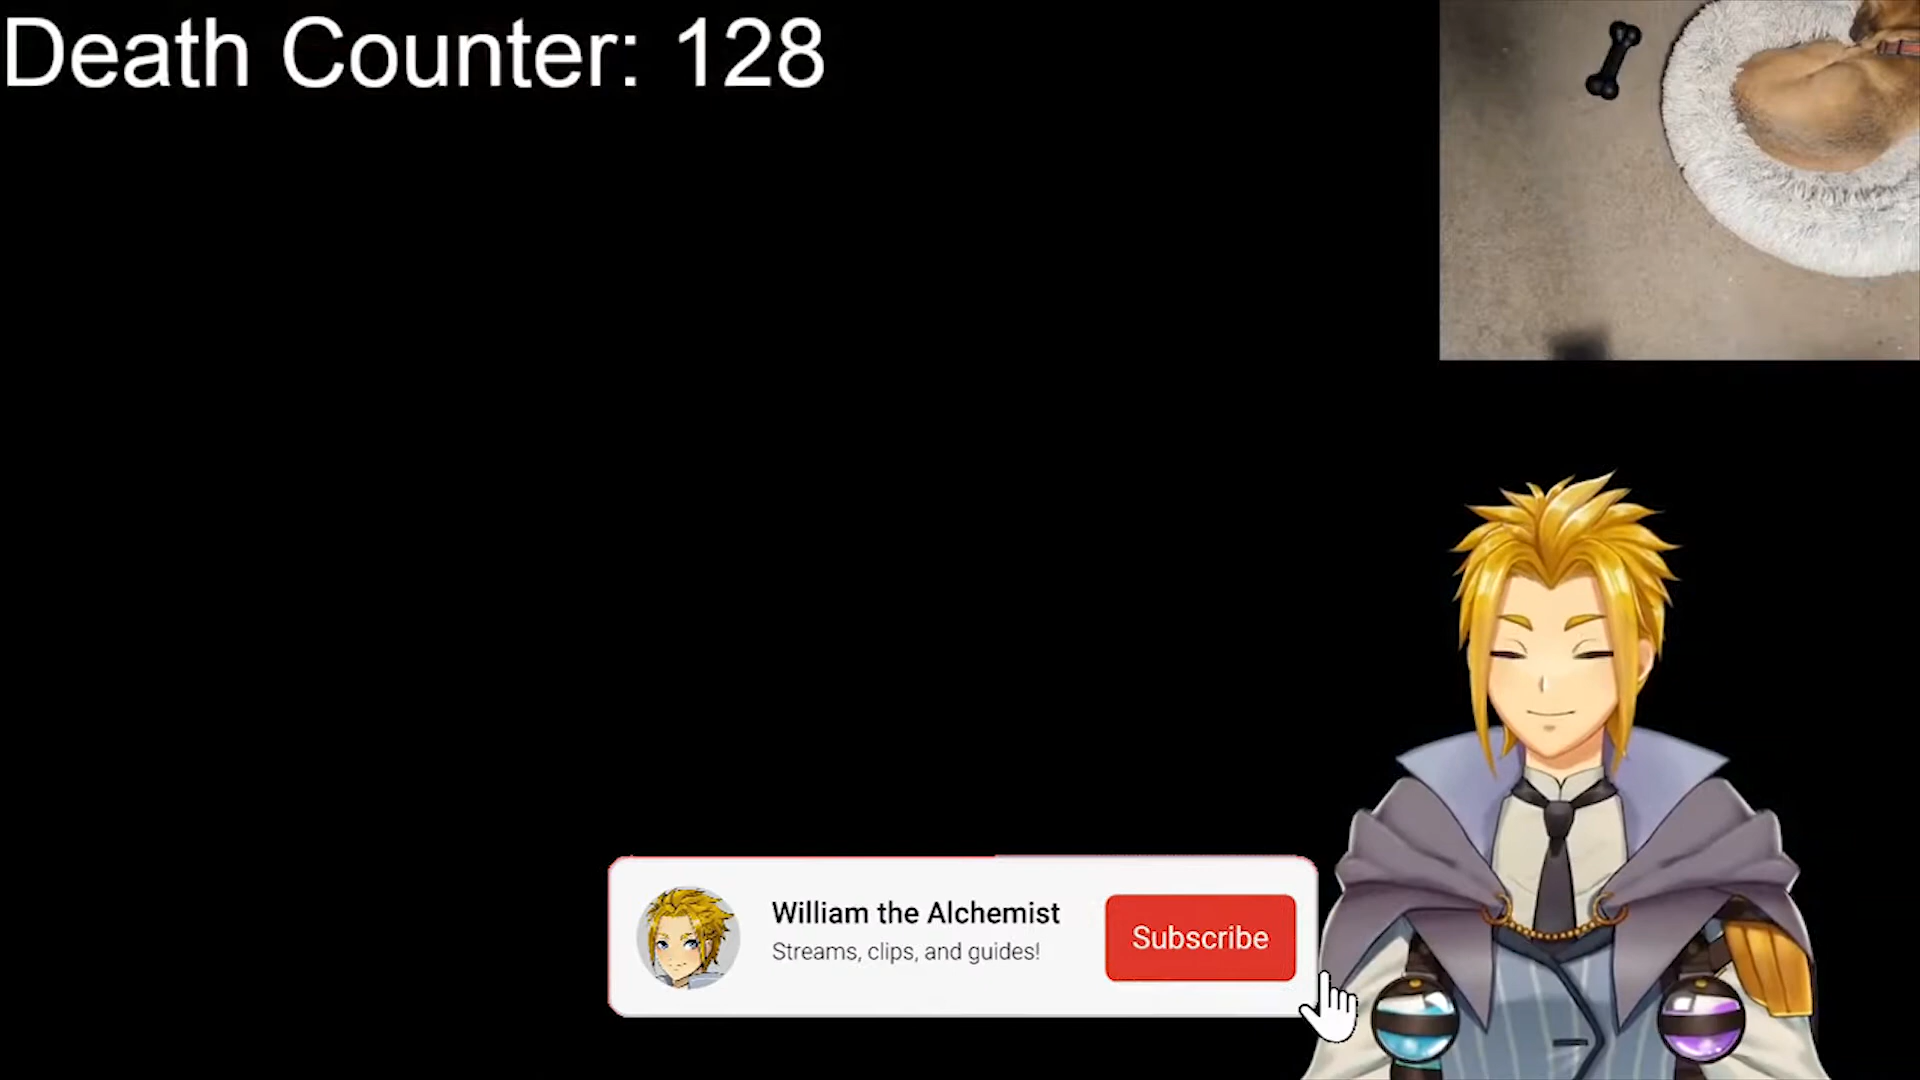 Death Counter: 128
William the Alchemist
Streams, clips, and guides!
Subscribe